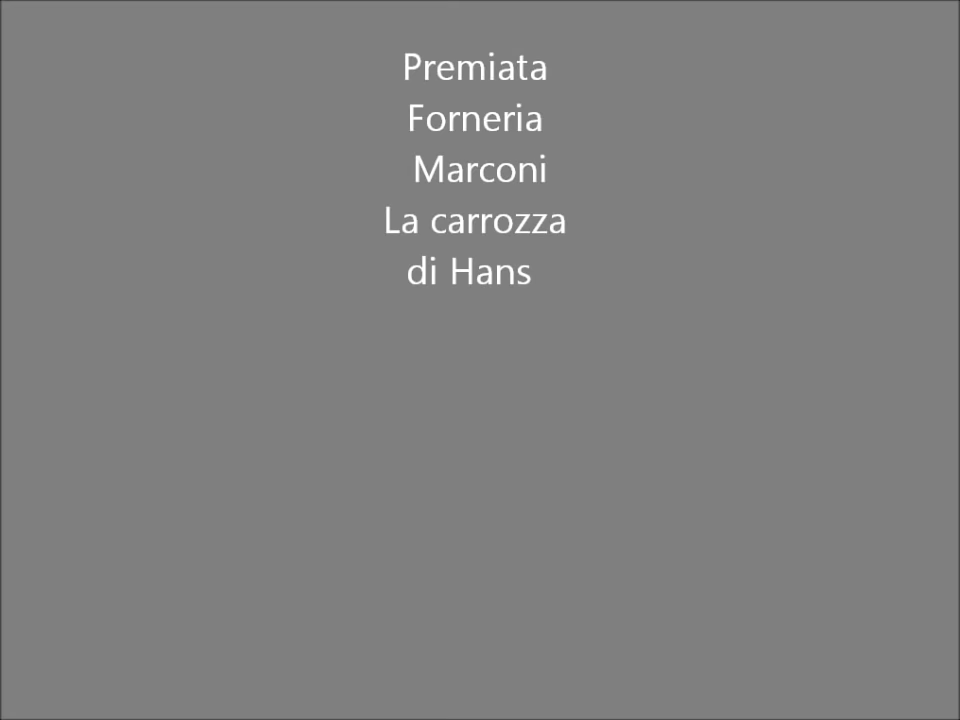 Premiata
Forneria
Marconi
La carrozza
di Hans